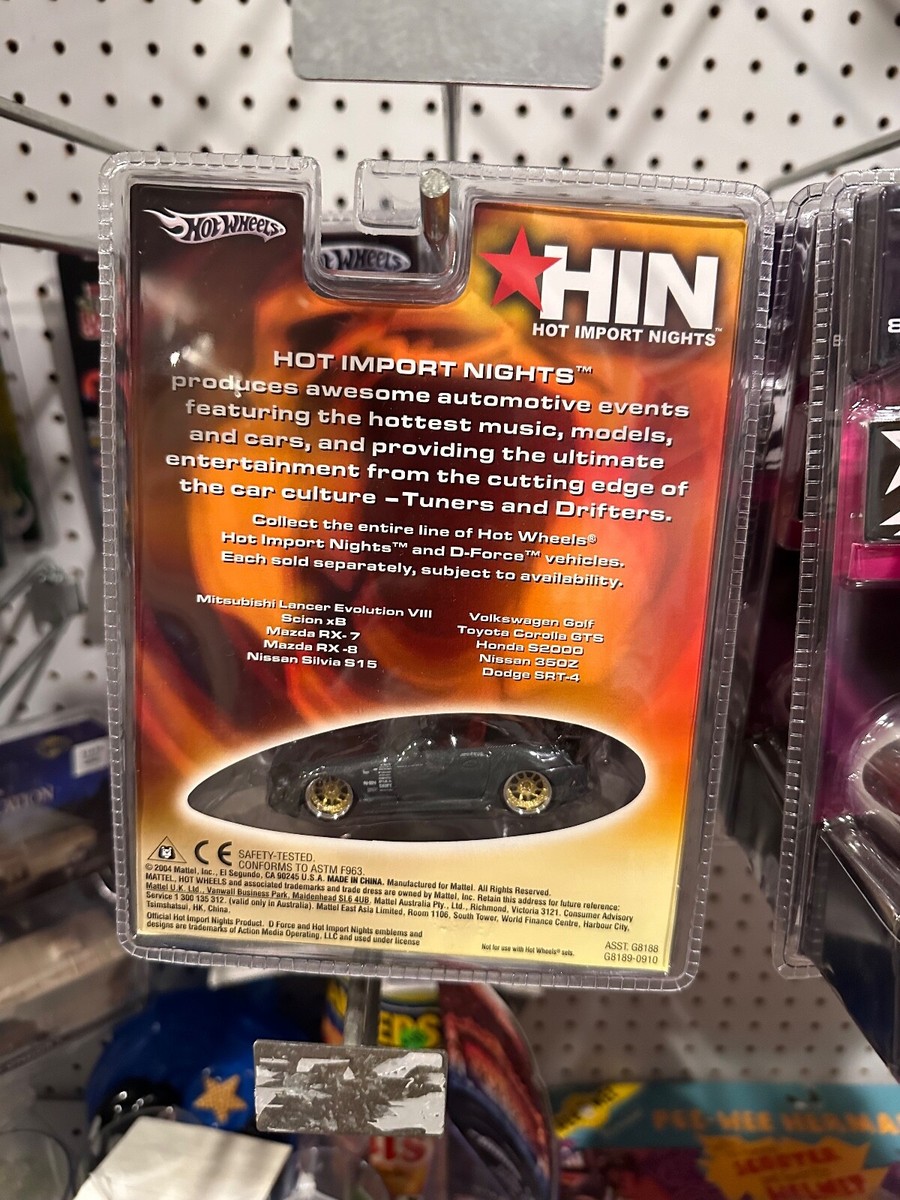 HOT WHEELS
WHEELS
HIN
HOT IMPORT NIGHTS™
HOT IMPORT NIGHTS™
produces awesome automotive events
featuring the hottest music, models,
and cars, and providing the ultimate
entertainment from the cutting edge of
the car culture –Tuners and Drifters.
Collect the entire line of Hot Wheels®
Hot Import Nights™ and D-Force™ vehicles.
Each sold separately, subject to availability.
Mitsubishi Lancer Evolution VIII
Scion xB
Mazda RX-7
Mazda RX-8
Nissan Silvia S15
Volkswagen Golf
Toyota Corolla GTS
Honda S2000
Nissan 350Z
Dodge SRT-4
CE SAFETY-TESTED.
CONFORMS TO ASTM F963.
© 2004 Mattel, Inc., El Segundo, CA 90245 U.S.A. MADE IN CHINA. Manufactured for Mattel. All Rights Reserved.
MATTEL, HOT WHEELS and associated trademarks and trade dress are owned by Mattel, Inc. Retain this address for future reference:
Mattel U.K. Ltd., Vanwall Business Park, Maidenhead SL6 4UB. Mattel Australia Pty., Ltd., Richmond, Victoria 3121. Consumer Advisory
Service 1 300 135 312. (valid only in Australia). Mattel East Asia Limited, Room 1106, South Tower, World Finance Centre, Harbour City,
Tsimshatsui, HK, China.
Official Hot Import Nights Product. D Force and Hot Import Nights emblems and
designs are trademarks of Action Media Operating, LLC and used under license
Not for use with Hot Wheels® sets.
ASST. G8188
G8189-0910
PEE-WEE HERMA
SCOOTER
HELMET